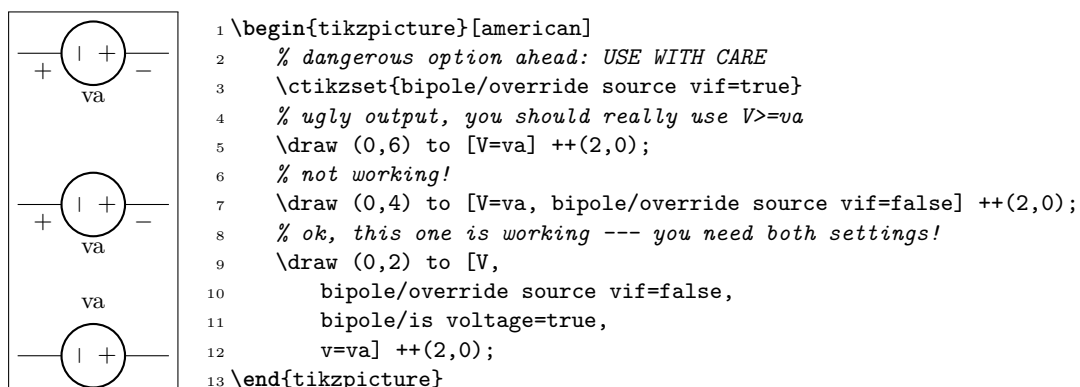 + −
va
+ −
va
va
1 \begin{tikzpicture}[american]
2 % dangerous option ahead: USE WITH CARE
3 \ctikzset{bipole/override source vif=true}
4 % ugly output, you should really use V>=va
5 \draw (0,6) to [V=va] ++(2,0);
6 % not working!
7 \draw (0,4) to [V=va, bipole/override source vif=false] ++(2,0);
8 % ok, this one is working --- you need both settings!
9 \draw (0,2) to [V,
10 bipole/override source vif=false,
11 bipole/is voltage=true,
12 v=va] ++(2,0);
13 \end{tikzpicture}